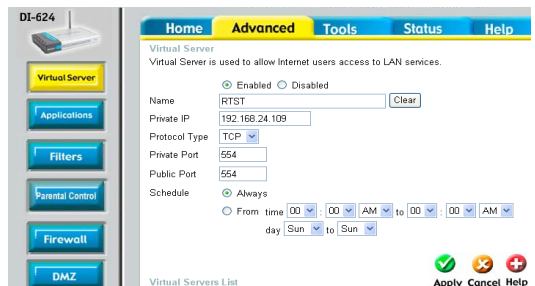 DI-624
Home Advanced Tools Status Help
Virtual Server
Virtual Server is used to allow Internet users access to LAN services.
Virtual Server
Enabled Disabled
Name RTST Clear
Applications
Private IP 192.168.24.109
Protocol Type TCP
Filters
Private Port 554
Public Port 554
Parental Control
Schedule Always
From time 00 : 00 AM to 00 : 00 AM
day Sun to Sun
Firewall
DMZ
Apply Cancel Help
Virtual Servers List